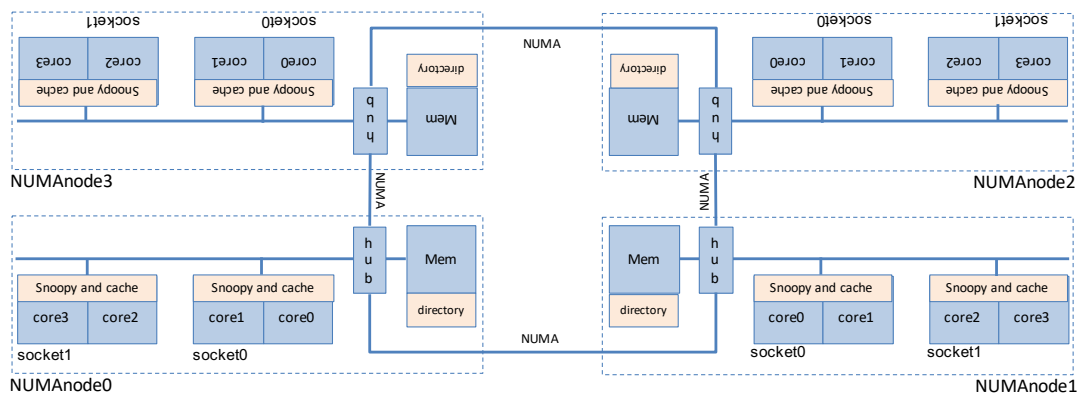 socket1
socket0
core3
core2
core1
core0
Snoopy and cache
Snoopy and cache
hub
directory
Mem
NUMAnode3
NUMA
socket0
socket1
core0
core1
core2
core3
Snoopy and cache
Snoopy and cache
directory
Mem
hub
NUMAnode2
NUMA
NUMA
hub
Mem
directory
Snoopy and cache
Snoopy and cache
core3
core2
core1
core0
socket1
socket0
NUMAnode0
NUMA
Mem
directory
hub
Snoopy and cache
Snoopy and cache
core0
core1
core2
core3
socket0
socket1
NUMAnode1